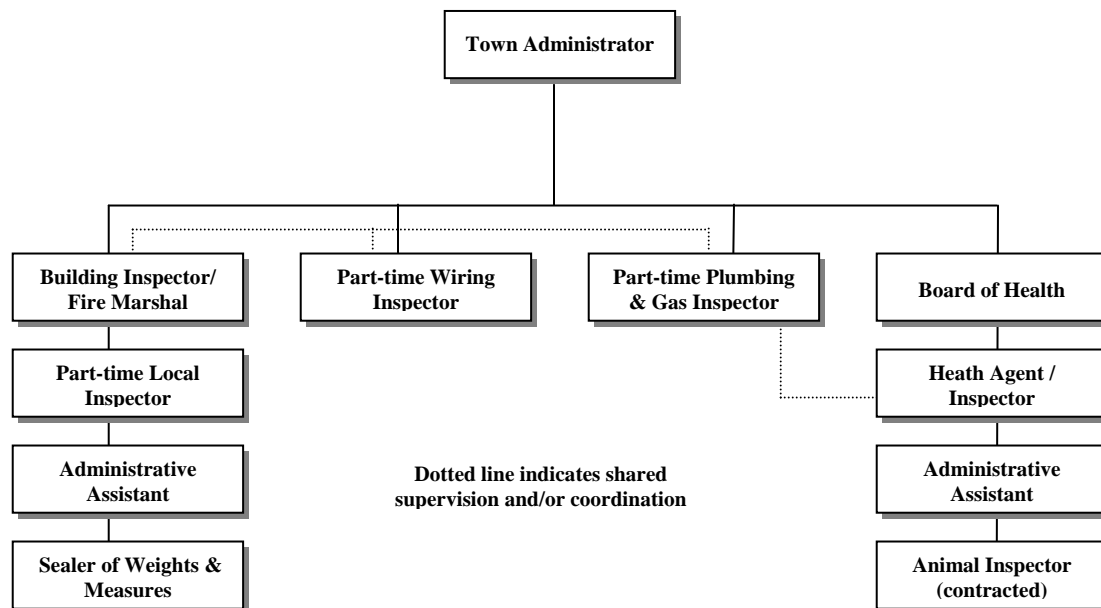 Town Administrator
Building Inspector/
Fire Marshal
Part-time Wiring
Inspector
Part-time Plumbing
& Gas Inspector
Board of Health
Part-time Local
Inspector
Heath Agent /
Inspector
Administrative
Assistant
Dotted line indicates shared
supervision and/or coordination
Administrative
Assistant
Sealer of Weights &
Measures
Animal Inspector
(contracted)